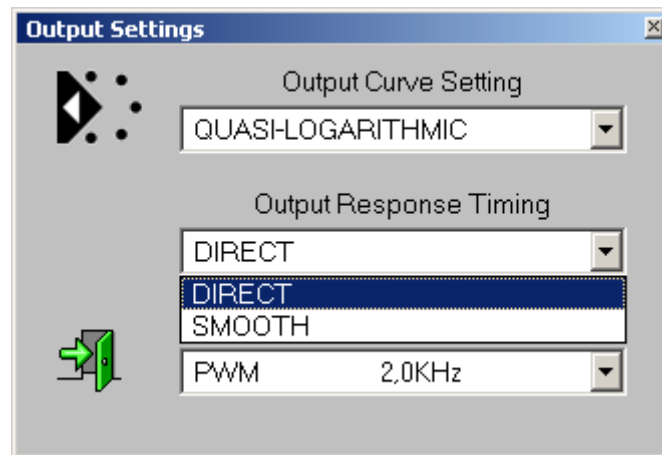 Output Settings
Output Curve Setting
QUASI-LOGARITHMIC
Output Response Timing
DIRECT
DIRECT
SMOOTH
PWM 2,0KHz